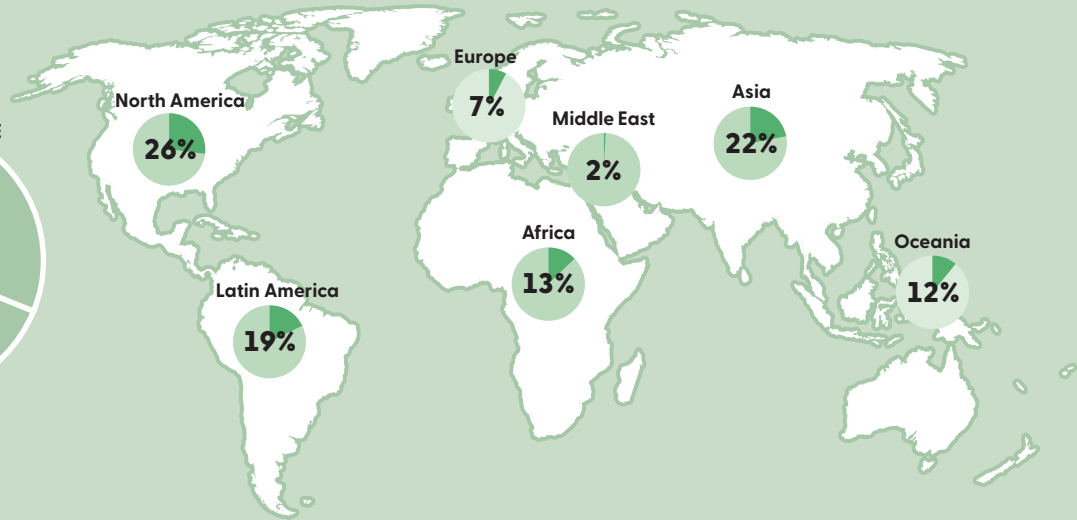 Europe
7%
North America
26%
Asia
22%
Middle East
2%
Africa
13%
Oceania
12%
Latin America
19%